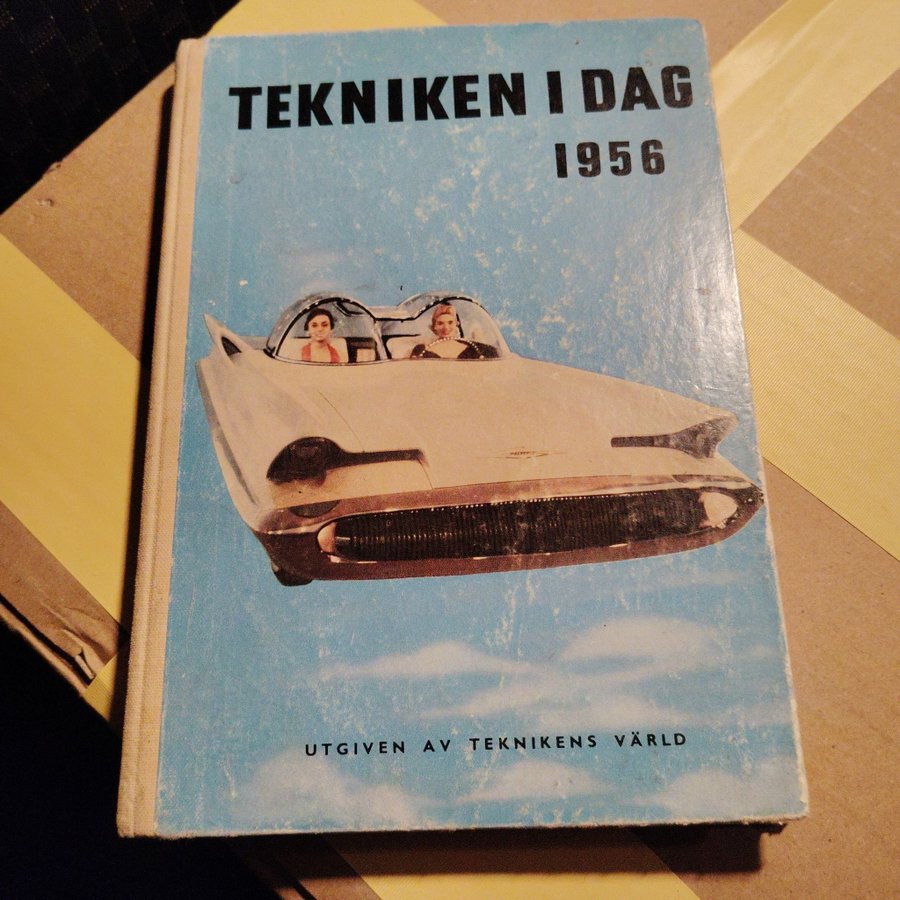 TEKNIKEN I DAG
1956
UTGIVEN AV TEKNIKENS VÄRLD